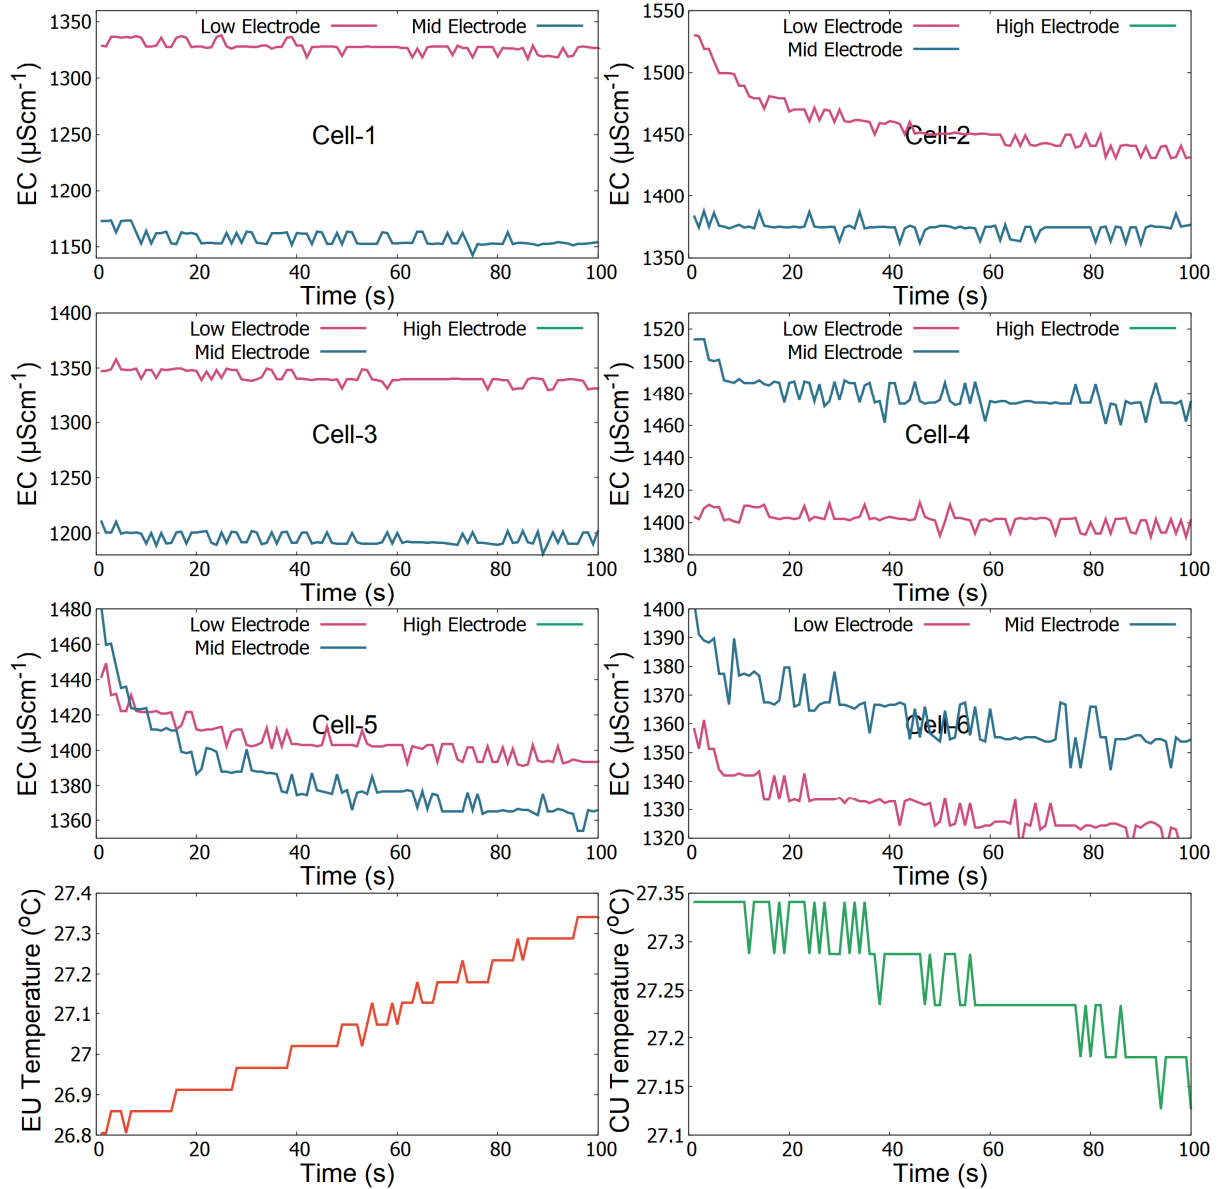 EC (µScm⁻¹)
1350
1300
1250
1200
1150
Low Electrode
Mid Electrode
Cell-1
0 20 40 60 80 100
Time (s)
EC (µScm⁻¹)
1550
1500
1450
1400
1350
Low Electrode
High Electrode
Mid Electrode
Cell-2
0 20 40 60 80 100
Time (s)
EC (µScm⁻¹)
1400
1350
1300
1250
1200
Low Electrode
High Electrode
Mid Electrode
Cell-3
0 20 40 60 80 100
Time (s)
EC (µScm⁻¹)
1520
1500
1480
1460
1440
1420
1400
1380
Low Electrode
High Electrode
Mid Electrode
Cell-4
0 20 40 60 80 100
Time (s)
EC (µScm⁻¹)
1480
1460
1440
1420
1400
1380
1360
Low Electrode
High Electrode
Mid Electrode
Cell-5
0 20 40 60 80 100
Time (s)
EC (µScm⁻¹)
1400
1390
1380
1370
1360
1350
1340
1330
1320
Low Electrode
Mid Electrode
Cell-6
0 20 40 60 80 100
Time (s)
EU Temperature (°C)
27.4
27.3
27.2
27.1
27
26.9
26.8
0 20 40 60 80 100
Time (s)
CU Temperature (°C)
27.35
27.3
27.25
27.2
27.15
27.1
0 20 40 60 80 100
Time (s)